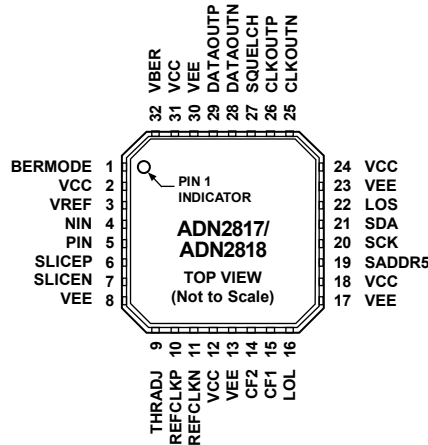 VBER
VCC
VEE
DATAOUTP
DATAOUTN
SQUELCH
CLKOUTP
CLKOUTN
32 31 30 29 28 27 26 25
BERMODE 1
VCC 2
VREF 3
NIN 4
PIN 5
SLICEP 6
SLICEN 7
VEE 8
PIN 1
INDICATOR
ADN2817/
ADN2818
TOP VIEW
(Not to Scale)
24 VCC
23 VEE
22 LOS
21 SDA
20 SCK
19 SADDR5
18 VCC
17 VEE
9 10 11 12 13 14 15 16
THRADJ
REFCLKP
REFCLKN
VCC
VEE
CF2
CF1
LOL